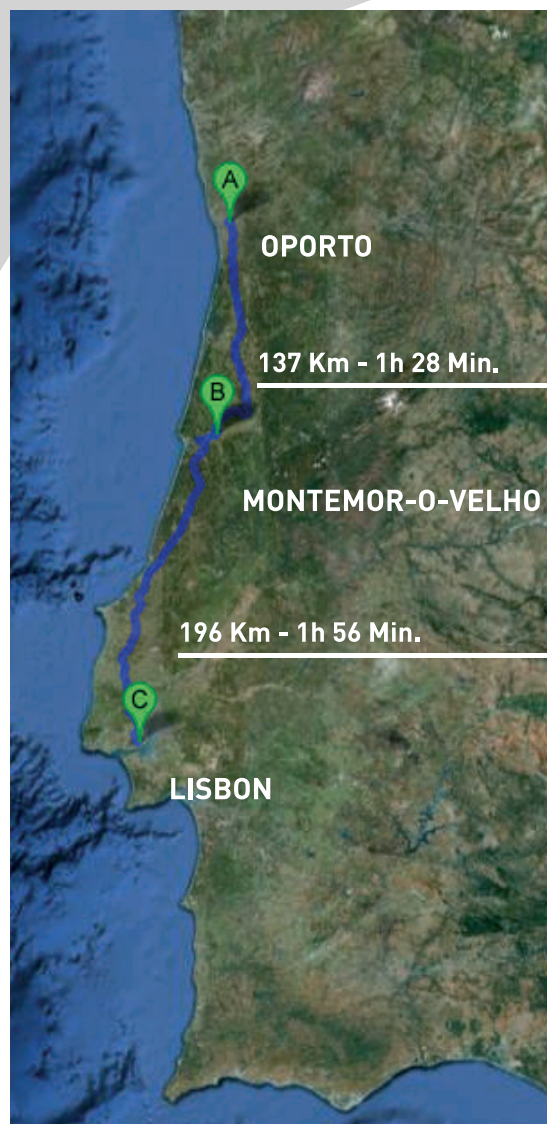 A
OPORTO
137 Km - 1h 28 Min.
B
MONTEMOR-O-VELHO
196 Km - 1h 56 Min.
C
LISBON